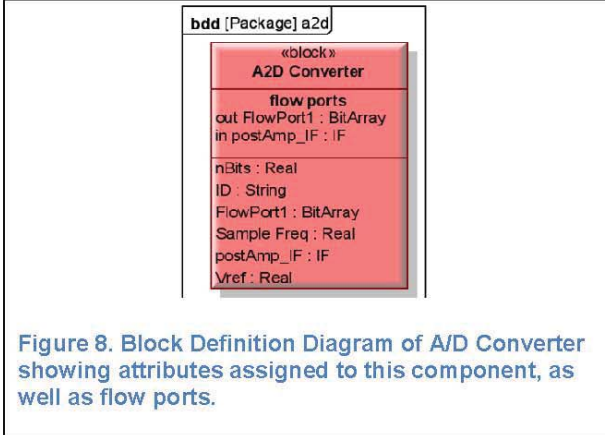 bdd [Package] a2d
«block»
A2D Converter
flow ports
out FlowPort1 : BitArray
in postAmp_IF : IF
nBits : Real
ID : String
FlowPort1 : BitArray
Sample Freq : Real
postAmp_IF : IF
Vref : Real
Figure 8. Block Definition Diagram of A/D Converter
showing attributes assigned to this component, as
well as flow ports.